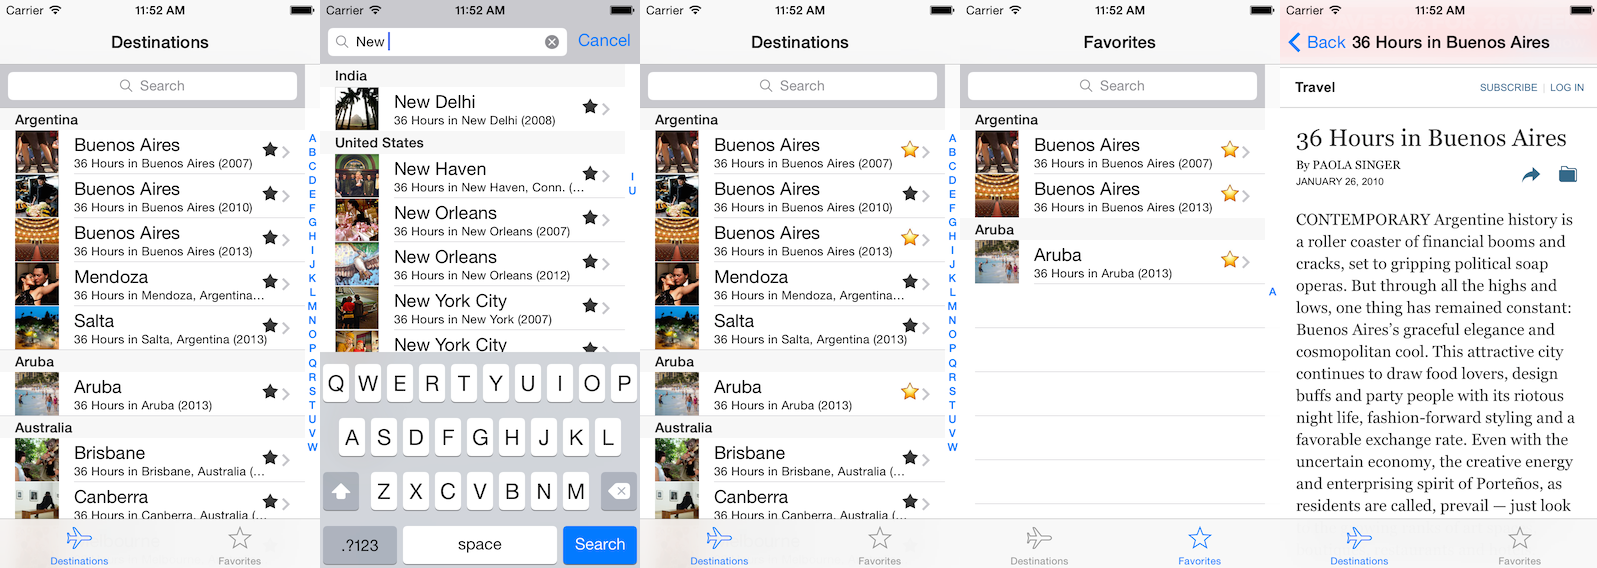 Carrier
11:52 AM
Destinations
Search
Argentina
Buenos Aires
36 Hours in Buenos Aires (2007)
Buenos Aires
36 Hours in Buenos Aires (2010)
Buenos Aires
36 Hours in Buenos Aires (2013)
Mendoza
36 Hours in Mendoza, Argentina...
Salta
36 Hours in Salta, Argentina (2013)
Aruba
Aruba
36 Hours in Aruba (2013)
Australia
Brisbane
36 Hours in Brisbane, Australia (...
Canberra
36 Hours in Canberra, Australia (...
A
B
C
D
E
F
G
H
I
J
K
L
M
N
O
P
Q
R
S
T
U
V
W
Destinations
Favorites
Carrier
11:52 AM
New
Cancel
India
New Delhi
36 Hours in New Delhi (2008)
United States
New Haven
36 Hours in New Haven, Conn. (...
New Orleans
36 Hours in New Orleans (2007)
New Orleans
36 Hours in New Orleans (2012)
New York City
36 Hours in New York (2007)
New York City
I
U
Q W E R T Y U I O P
A S D F G H J K L
Z X C V B N M
.?123 space Search
Carrier
11:52 AM
Destinations
Search
Argentina
Buenos Aires
36 Hours in Buenos Aires (2007)
Buenos Aires
36 Hours in Buenos Aires (2010)
Buenos Aires
36 Hours in Buenos Aires (2013)
Mendoza
36 Hours in Mendoza, Argentina...
Salta
36 Hours in Salta, Argentina (2013)
Aruba
Aruba
36 Hours in Aruba (2013)
Australia
Brisbane
36 Hours in Brisbane, Australia (...
Canberra
36 Hours in Canberra, Australia (...
A
B
C
D
E
F
G
H
I
J
K
L
M
N
O
P
Q
R
S
T
U
V
W
Destinations
Favorites
Carrier
11:52 AM
Favorites
Search
Argentina
Buenos Aires
36 Hours in Buenos Aires (2007)
Buenos Aires
36 Hours in Buenos Aires (2013)
Aruba
Aruba
36 Hours in Aruba (2013)
A
Destinations
Favorites
Carrier
11:52 AM
Back 36 Hours in Buenos Aires
Travel SUBSCRIBE | LOG IN
36 Hours in Buenos Aires
By PAOLA SINGER
JANUARY 26, 2010
CONTEMPORARY Argentine history is
a roller coaster of financial booms and
cracks, set to gripping political soap
operas. But through all the highs and
lows, one thing has remained constant:
Buenos Aires's graceful elegance and
cosmopolitan cool. This attractive city
continues to draw food lovers, design
buffs and party people with its riotous
night life, fashion-forward styling and a
favorable exchange rate. Even with the
uncertain economy, the creative energy
and enterprising spirit of Porteños, as
residents are called, prevail — just look
Destinations
Favorites